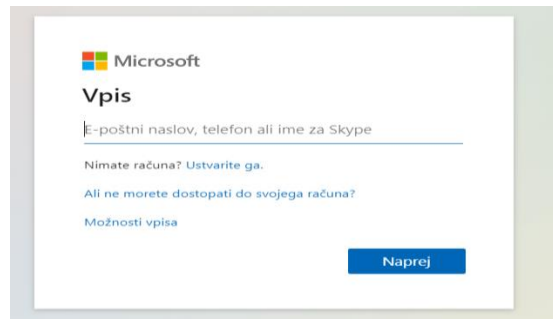 Microsoft
Vpis
E-poštni naslov, telefon ali ime za Skype
Nimate računa? Ustvarite ga.
Ali ne morete dostopati do svojega računa?
Možnosti vpisa
Naprej